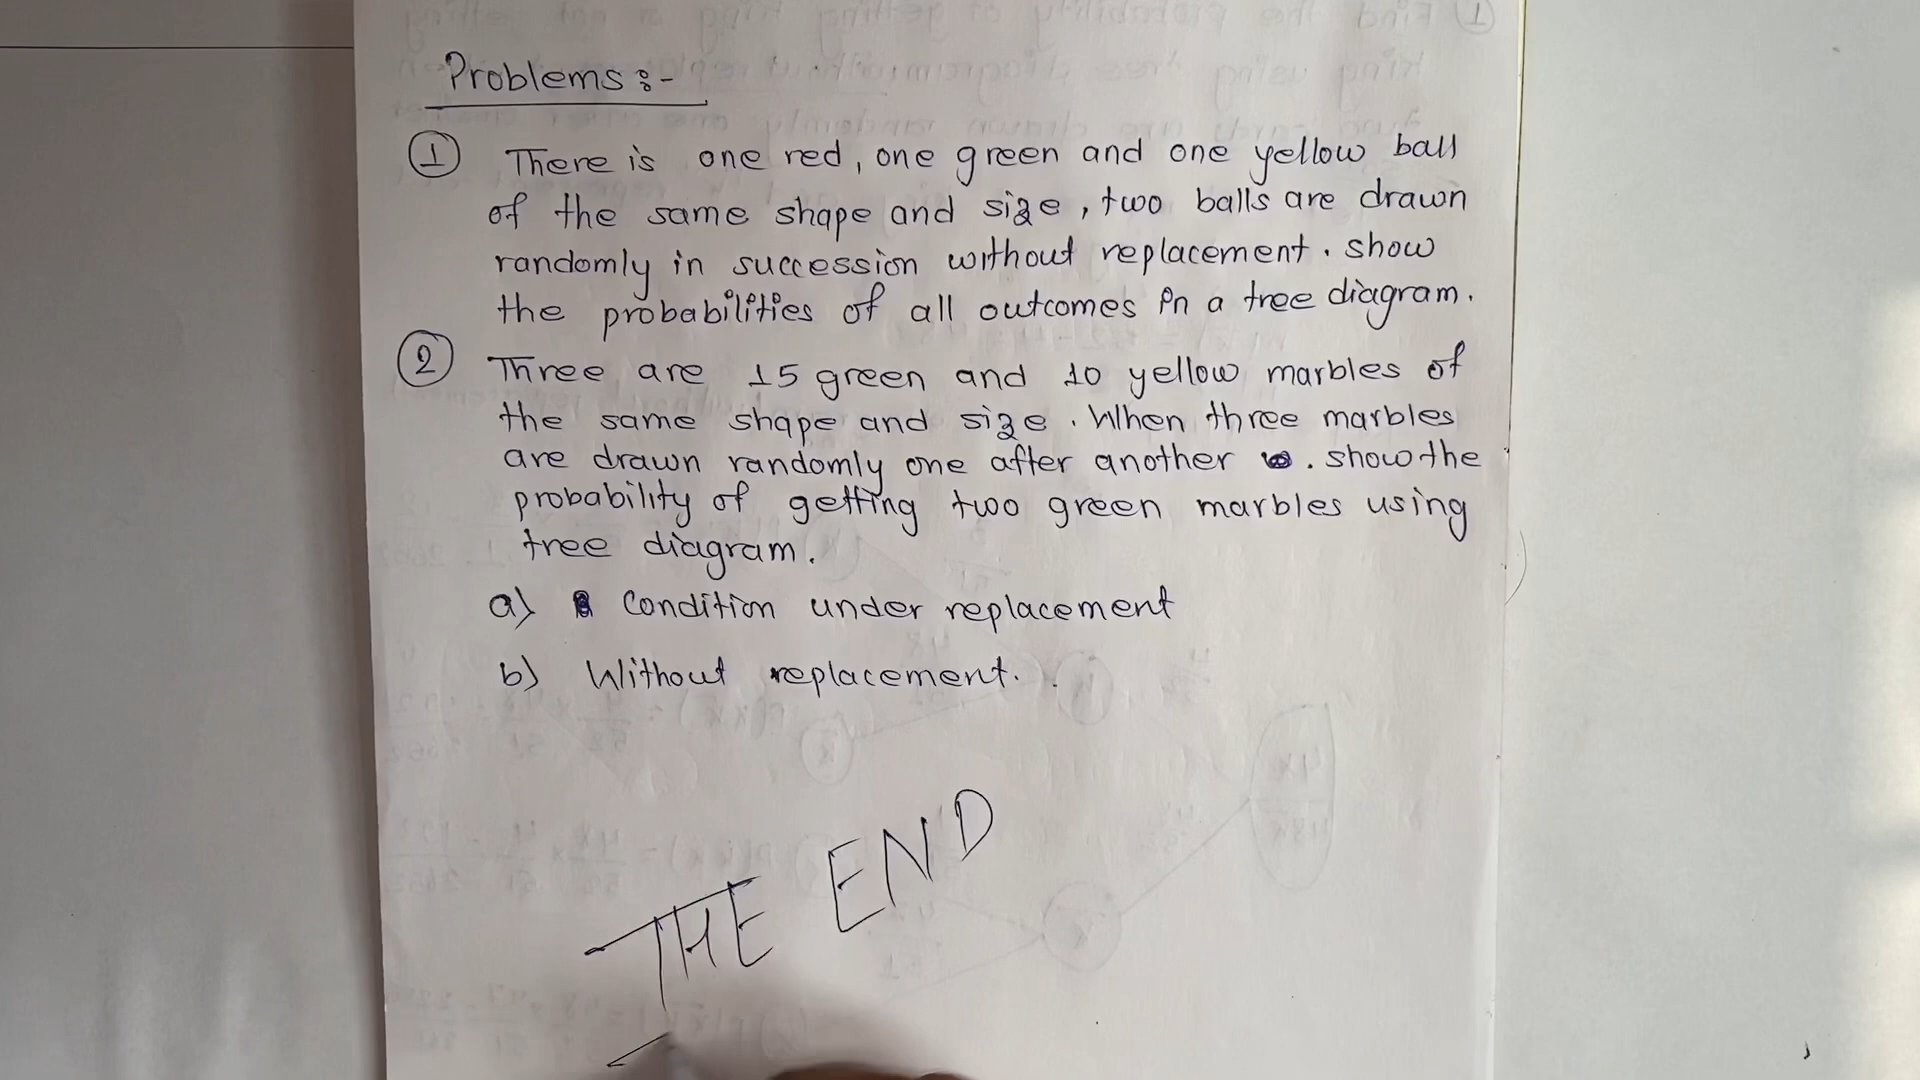 Problems :-
① There is one red, one green and one yellow ball
of the same shape and size, two balls are drawn
randomly in succession without replacement. show
the probabilities of all outcomes in a tree diagram.
② Three are 15 green and 10 yellow marbles of
the same shape and size. When three marbles
are drawn randomly one after another . show the
probability of getting two green marbles using
tree diagram.
a) Condition under replacement
b) Without replacement.
THE END